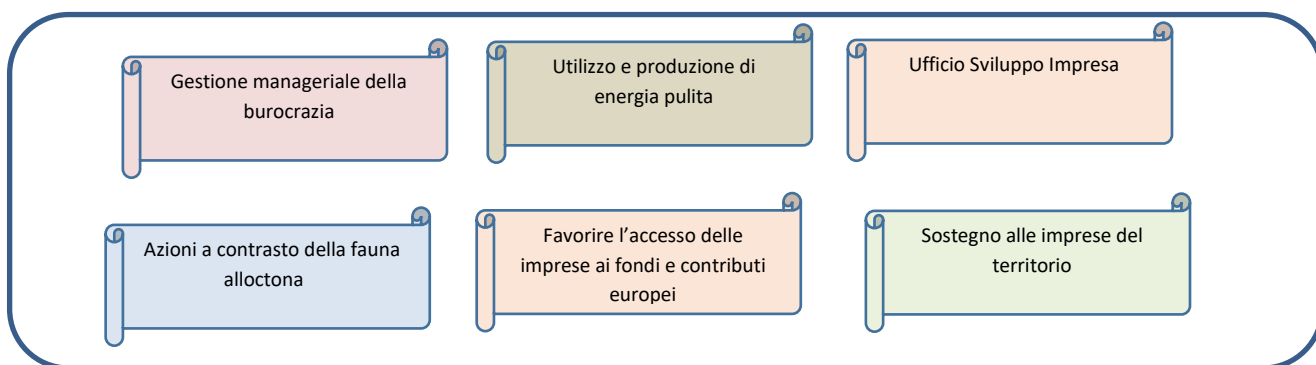 Gestione manageriale della
burocrazia
Utilizzo e produzione di
energia pulita
Ufficio Sviluppo Impresa
Azioni a contrasto della fauna
alloctona
Favorire l’accesso delle
imprese ai fondi e contributi
europei
Sostegno alle imprese del
territorio